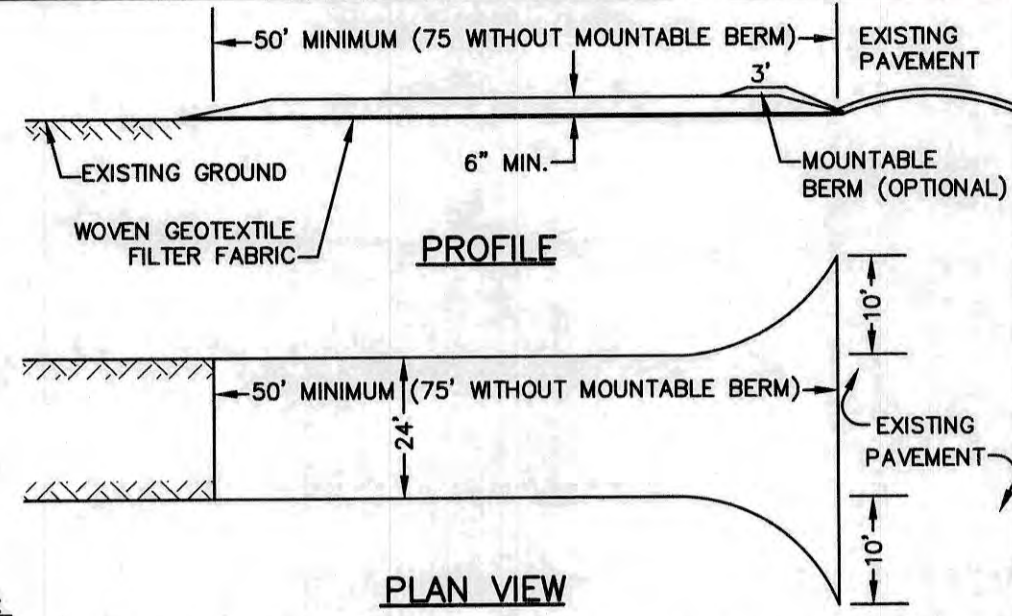 50' MINIMUM (75 WITHOUT MOUNTABLE BERM)
EXISTING
PAVEMENT
3'
6" MIN.
EXISTING GROUND
MOUNTABLE
BERM (OPTIONAL)
WOVEN GEOTEXTILE
FILTER FABRIC
PROFILE
10'
50' MINIMUM (75' WITHOUT MOUNTABLE BERM)
24'
EXISTING
PAVEMENT
10'
PLAN VIEW